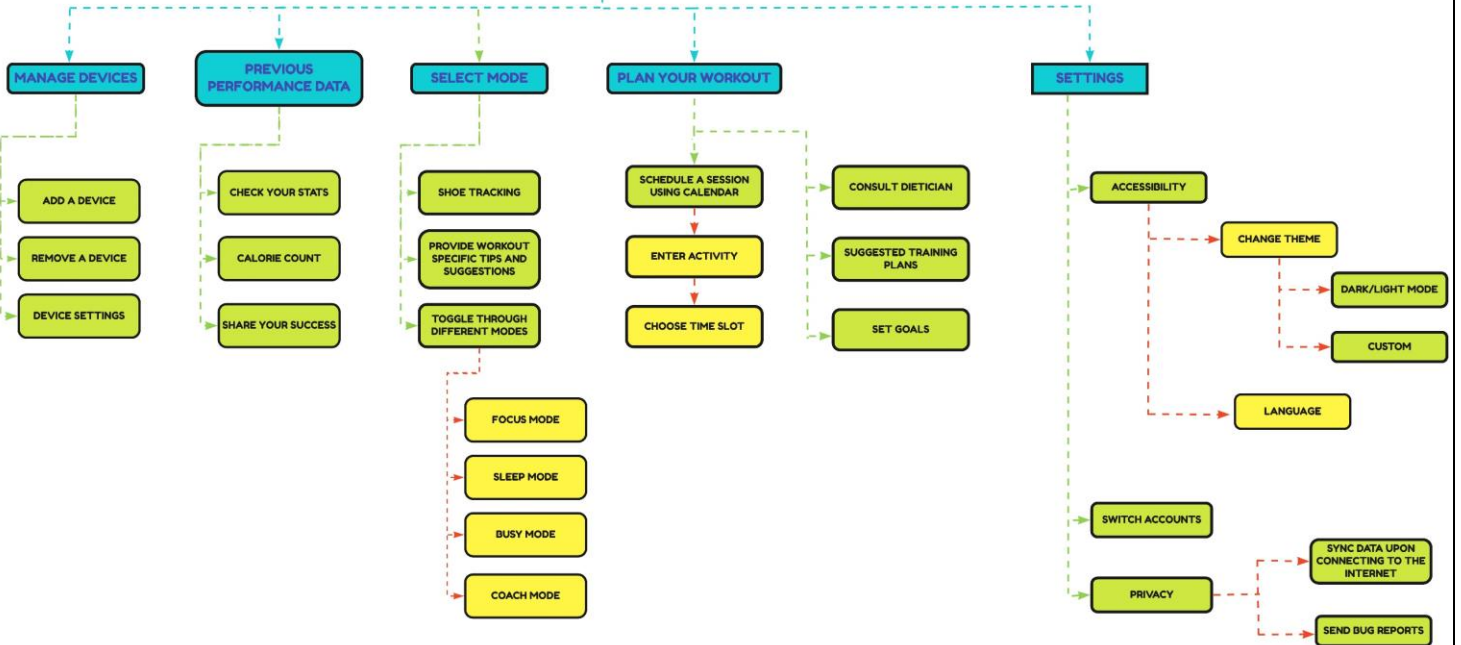 MANAGE DEVICES
PREVIOUS
PERFORMANCE DATA
SELECT MODE
PLAN YOUR WORKOUT
SETTINGS
ADD A DEVICE
REMOVE A DEVICE
DEVICE SETTINGS
CHECK YOUR STATS
CALORIE COUNT
SHARE YOUR SUCCESS
SHOE TRACKING
PROVIDE WORKOUT
SPECIFIC TIPS AND
SUGGESTIONS
TOGGLE THROUGH
DIFFERENT MODES
FOCUS MODE
SLEEP MODE
BUSY MODE
COACH MODE
SCHEDULE A SESSION
USING CALENDAR
ENTER ACTIVITY
CHOOSE TIME SLOT
CONSULT DIETICIAN
SUGGESTED TRAINING
PLANS
SET GOALS
ACCESSIBILITY
CHANGE THEME
DARK/LIGHT MODE
CUSTOM
LANGUAGE
SWITCH ACCOUNTS
PRIVACY
SYNC DATA UPON
CONNECTING TO THE
INTERNET
SEND BUG REPORTS